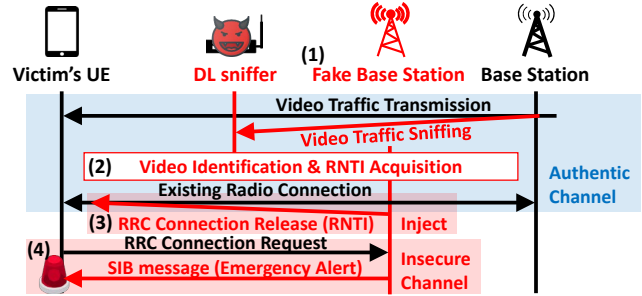 (1)
Victim's UE
DL sniffer
Fake Base Station
Base Station
Video Traffic Transmission
Video Traffic Sniffing
(2)
Video Identification & RNTI Acquisition
Authentic
Channel
Existing Radio Connection
(3) RRC Connection Release (RNTI)
Inject
(4)
RRC Connection Request
SIB message (Emergency Alert)
Insecure
Channel